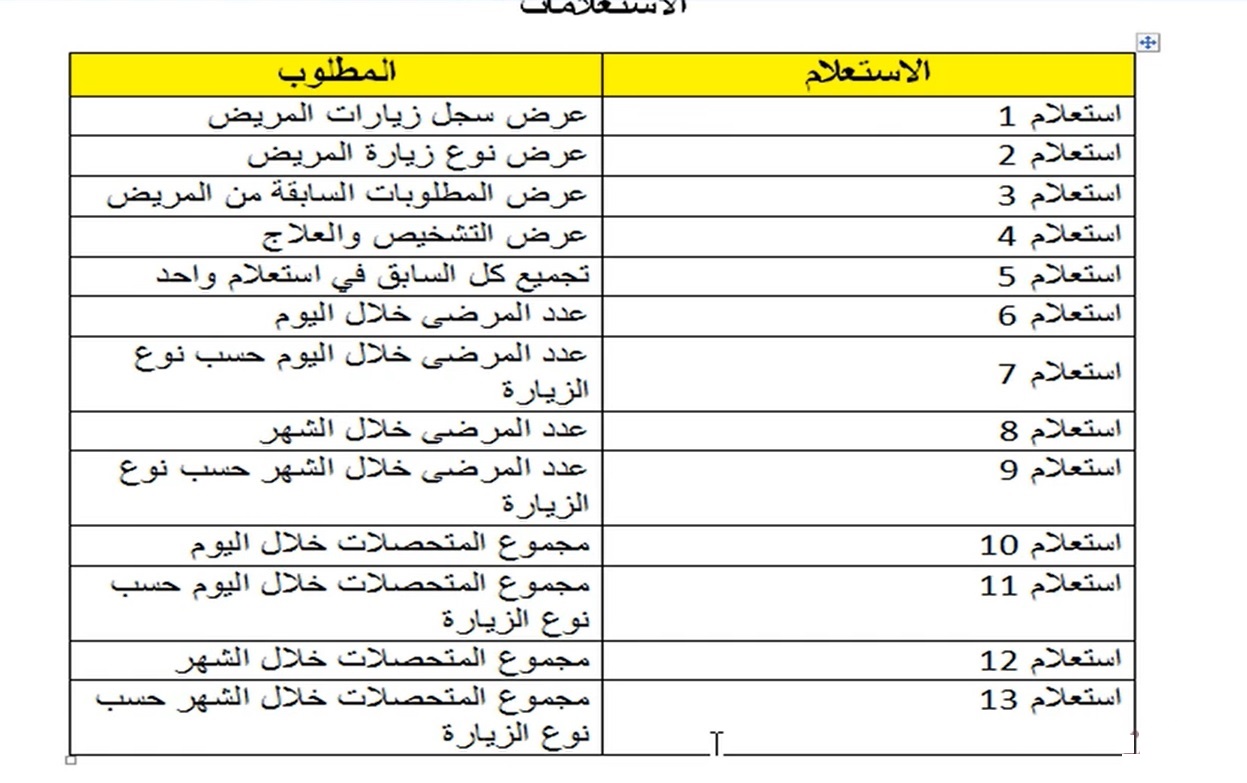 الاستعلامات
الاستعلام المطلوب
استعلام 1 عرض سجل زيارات المريض
استعلام 2 عرض نوع زيارة المريض
استعلام 3 عرض المطلوبات السابقة من المريض
استعلام 4 عرض التشخيص والعلاج
استعلام 5 تجميع كل السابق في استعلام واحد
استعلام 6 عدد المرضى خلال اليوم
استعلام 7 عدد المرضى خلال اليوم حسب نوع
الزيارة
استعلام 8 عدد المرضى خلال الشهر
استعلام 9 عدد المرضى خلال الشهر حسب نوع
الزيارة
استعلام 10 مجموع المتحصلات خلال اليوم
استعلام 11 مجموع المتحصلات خلال اليوم حسب
نوع الزيارة
استعلام 12 مجموع المتحصلات خلال الشهر
استعلام 13 مجموع المتحصلات خلال الشهر حسب
نوع الزيارة